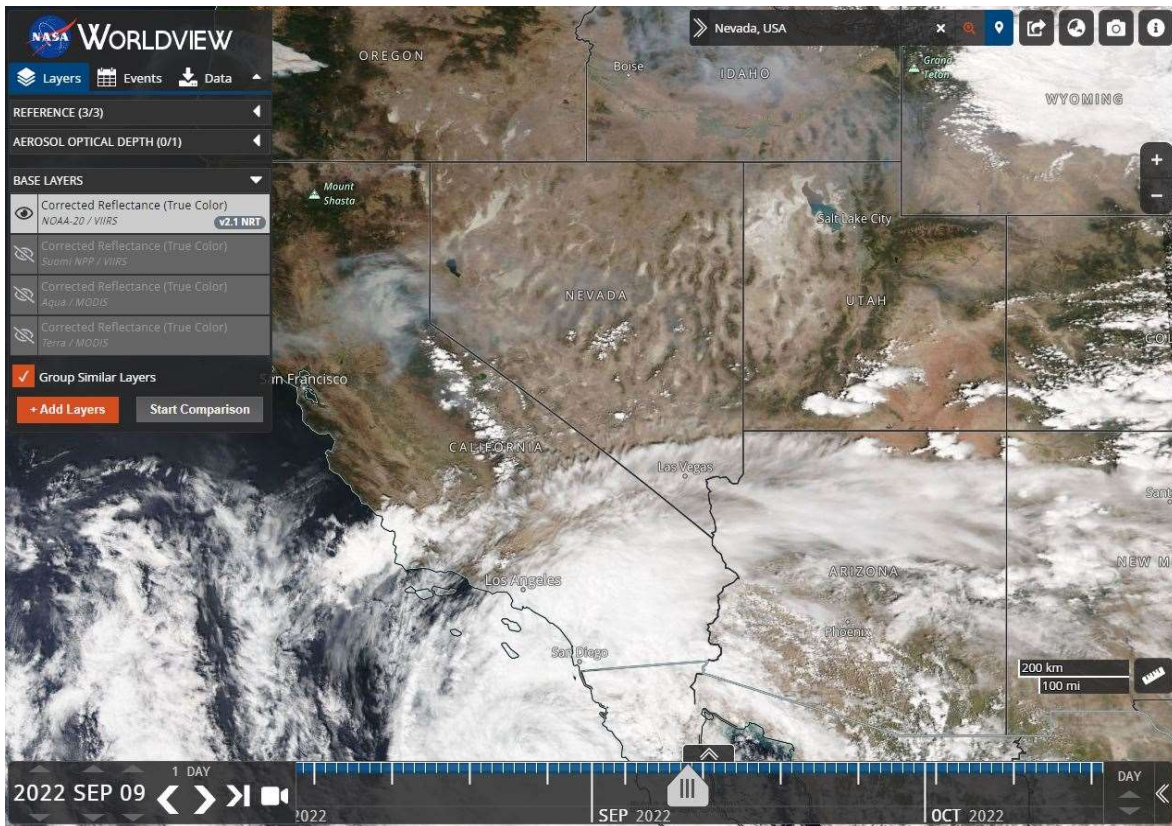 NASA WORLDVIEW
Layers Events Data
REFERENCE (3/3)
AEROSOL OPTICAL DEPTH (0/1)
BASE LAYERS
Corrected Reflectance (True Color)
NOAA-20 / VIIRS v2.1 NRT
Corrected Reflectance (True Color)
Suomi NPP / VIIRS
Corrected Reflectance (True Color)
Aqua / MODIS
Corrected Reflectance (True Color)
Terra / MODIS
Group Similar Layers
+ Add Layers Start Comparison
Nevada, USA
OREGON
Boise
IDAHO
Grand
Teton
WYOMING
Mount
Shasta
Salt Lake City
NEVADA
UTAH
COL
San Francisco
CALIFORNIA
Las Vegas
Sant
Los Angeles
ARIZONA
NEW M
Phoenix
San Diego
200 km
100 mi
1 DAY
2022 SEP 09
2022
SEP 2022
OCT 2022
DAY